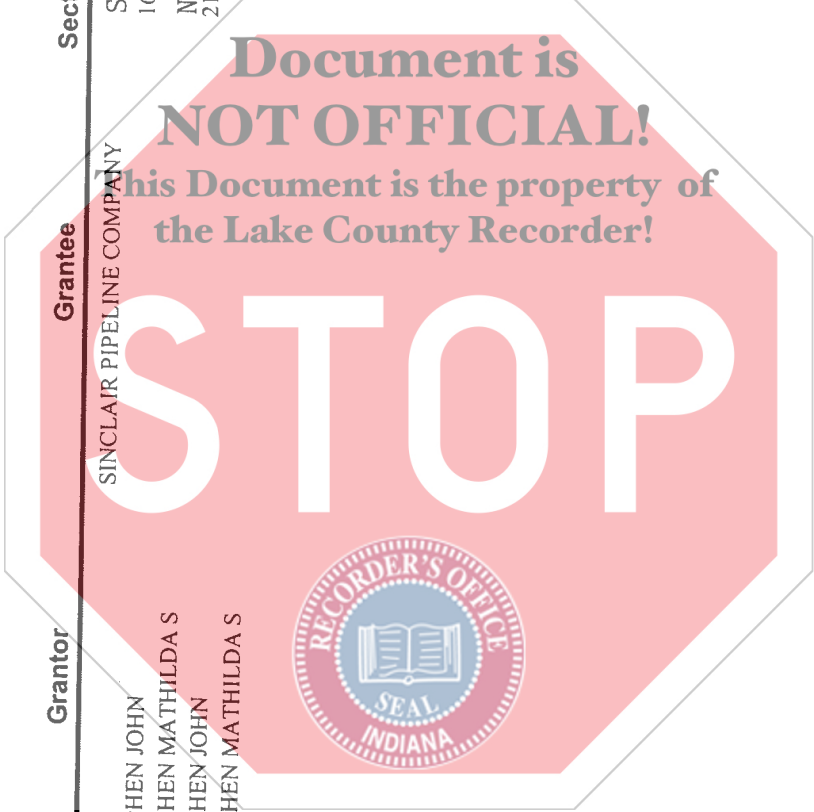 Document is
NOT OFFICIAL!
This Document is the property of
the Lake County Recorder!
STOP
RECORDER'S OFFICE
SEAL
INDIANA
Grantor Grantee
SINCLAIR PIPELINE COMPANY
HEN JOHN
HEN MATHILDA S
HEN JOHN
HEN MATHILDA S